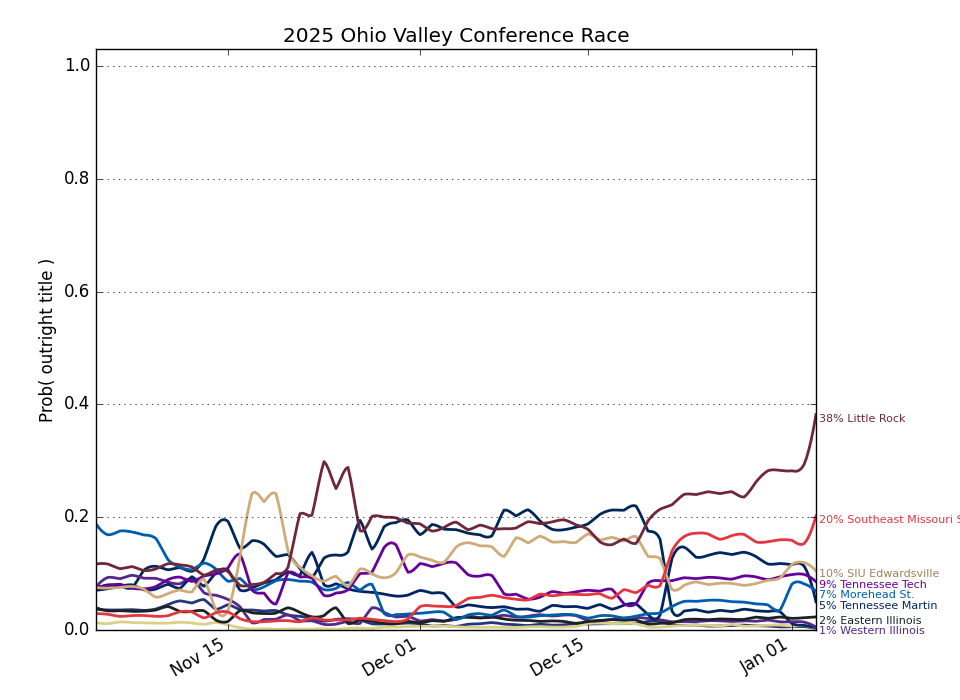 2025 Ohio Valley Conference Race
1.0
0.8
0.6
0.4
0.2
0.0
Prob( outright title )
Nov 15
Dec 01
Dec 15
Jan 01
38% Little Rock
20% Southeast Missouri S
10% SIU Edwardsville
9% Tennessee Tech
7% Morehead St.
5% Tennessee Martin
2% Eastern Illinois
1% Western Illinois